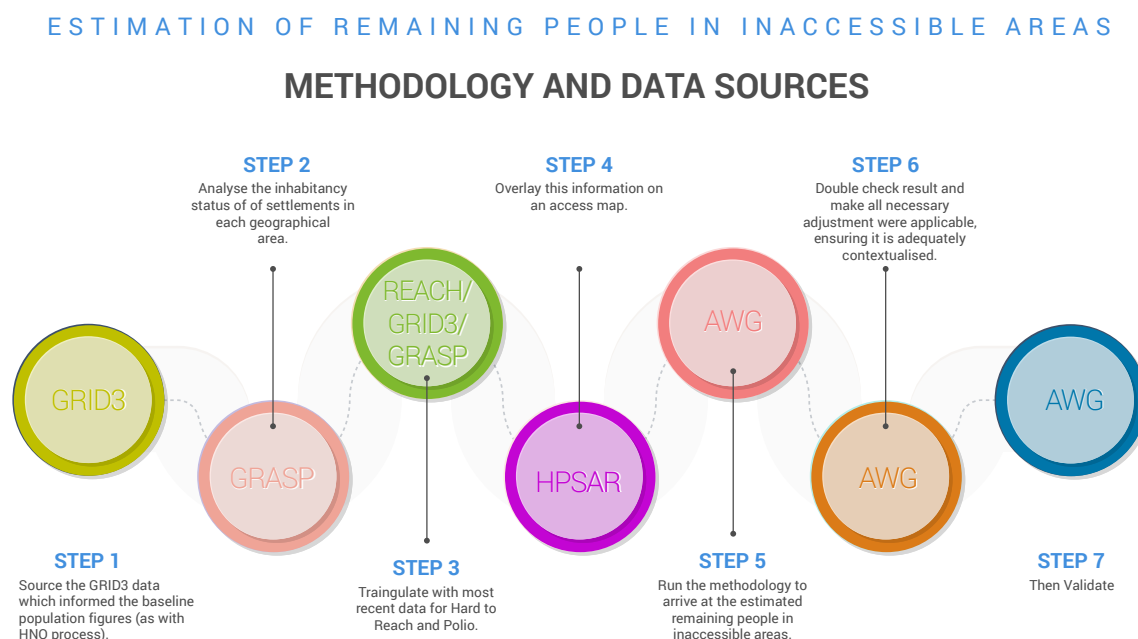 ESTIMATION OF REMAINING PEOPLE IN INACCESSIBLE AREAS
METHODOLOGY AND DATA SOURCES
STEP 2
Analyse the inhabitancy
status of of settlements in
each geographical
area.
STEP 4
Overlay this information on
an access map.
STEP 6
Double check result and
make all necessary
adjustment were applicable,
ensuring it is adequately
contextualised.
GRID3
GRASP
REACH/
GRID3/
GRASP
HPSAR
AWG
AWG
AWG
STEP 1
Source the GRID3 data
which informed the baseline
population figures (as with
HNO process).
STEP 3
Traingulate with most
recent data for Hard to
Reach and Polio.
STEP 5
Run the methodology to
arrive at the estimated
remaining people in
inaccessible areas.
STEP 7
Then Validate